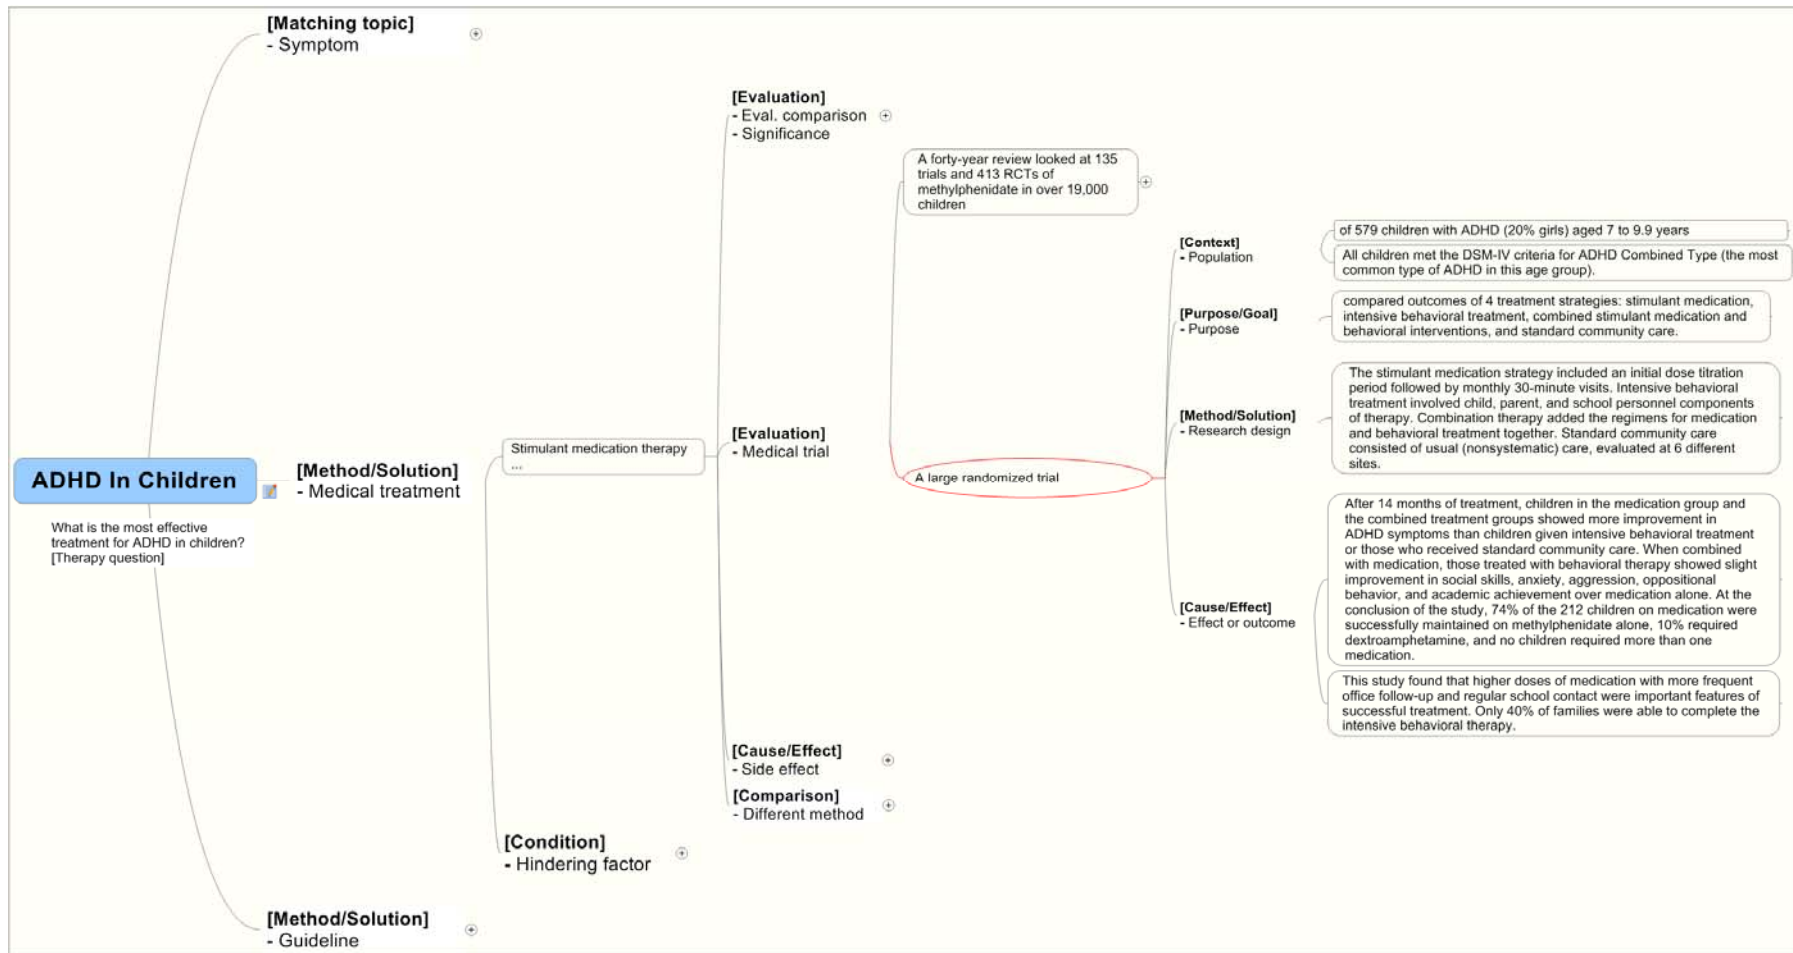 [Matching topic]
- Symptom
[Evaluation]
- Eval. comparison
- Significance
A forty-year review looked at 135
trials and 413 RCTs of
methylphenidate in over 19,000
children
[Context]
- Population
of 579 children with ADHD (20% girls) aged 7 to 9.9 years
All children met the DSM-IV criteria for ADHD Combined Type (the most
common type of ADHD in this age group).
[Purpose/Goal]
- Purpose
compared outcomes of 4 treatment strategies: stimulant medication,
intensive behavioral treatment, combined stimulant medication and
behavioral interventions, and standard community care.
[Method/Solution]
- Research design
The stimulant medication strategy included an initial dose titration
period followed by monthly 30-minute visits. Intensive behavioral
treatment involved child, parent, and school personnel components
of therapy. Combination therapy added the regimens for medication
and behavioral treatment together. Standard community care
consisted of usual (nonsystematic) care, evaluated at 6 different
sites.
[Evaluation]
- Medical trial
Stimulant medication therapy
...
A large randomized trial
ADHD In Children
[Method/Solution]
- Medical treatment
What is the most effective
treatment for ADHD in children?
[Therapy question]
[Cause/Effect]
- Effect or outcome
After 14 months of treatment, children in the medication group and
the combined treatment groups showed more improvement in
ADHD symptoms than children given intensive behavioral treatment
or those who received standard community care. When combined
with medication, those treated with behavioral therapy showed slight
improvement in social skills, anxiety, aggression, oppositional
behavior, and academic achievement over medication alone. At the
conclusion of the study, 74% of the 212 children on medication were
successfully maintained on methylphenidate alone, 10% required
dextroamphetamine, and no children required more than one
medication.
This study found that higher doses of medication with more frequent
office follow-up and regular school contact were important features of
successful treatment. Only 40% of families were able to complete the
intensive behavioral therapy.
[Cause/Effect]
- Side effect
[Comparison]
- Different method
[Condition]
- Hindering factor
[Method/Solution]
- Guideline